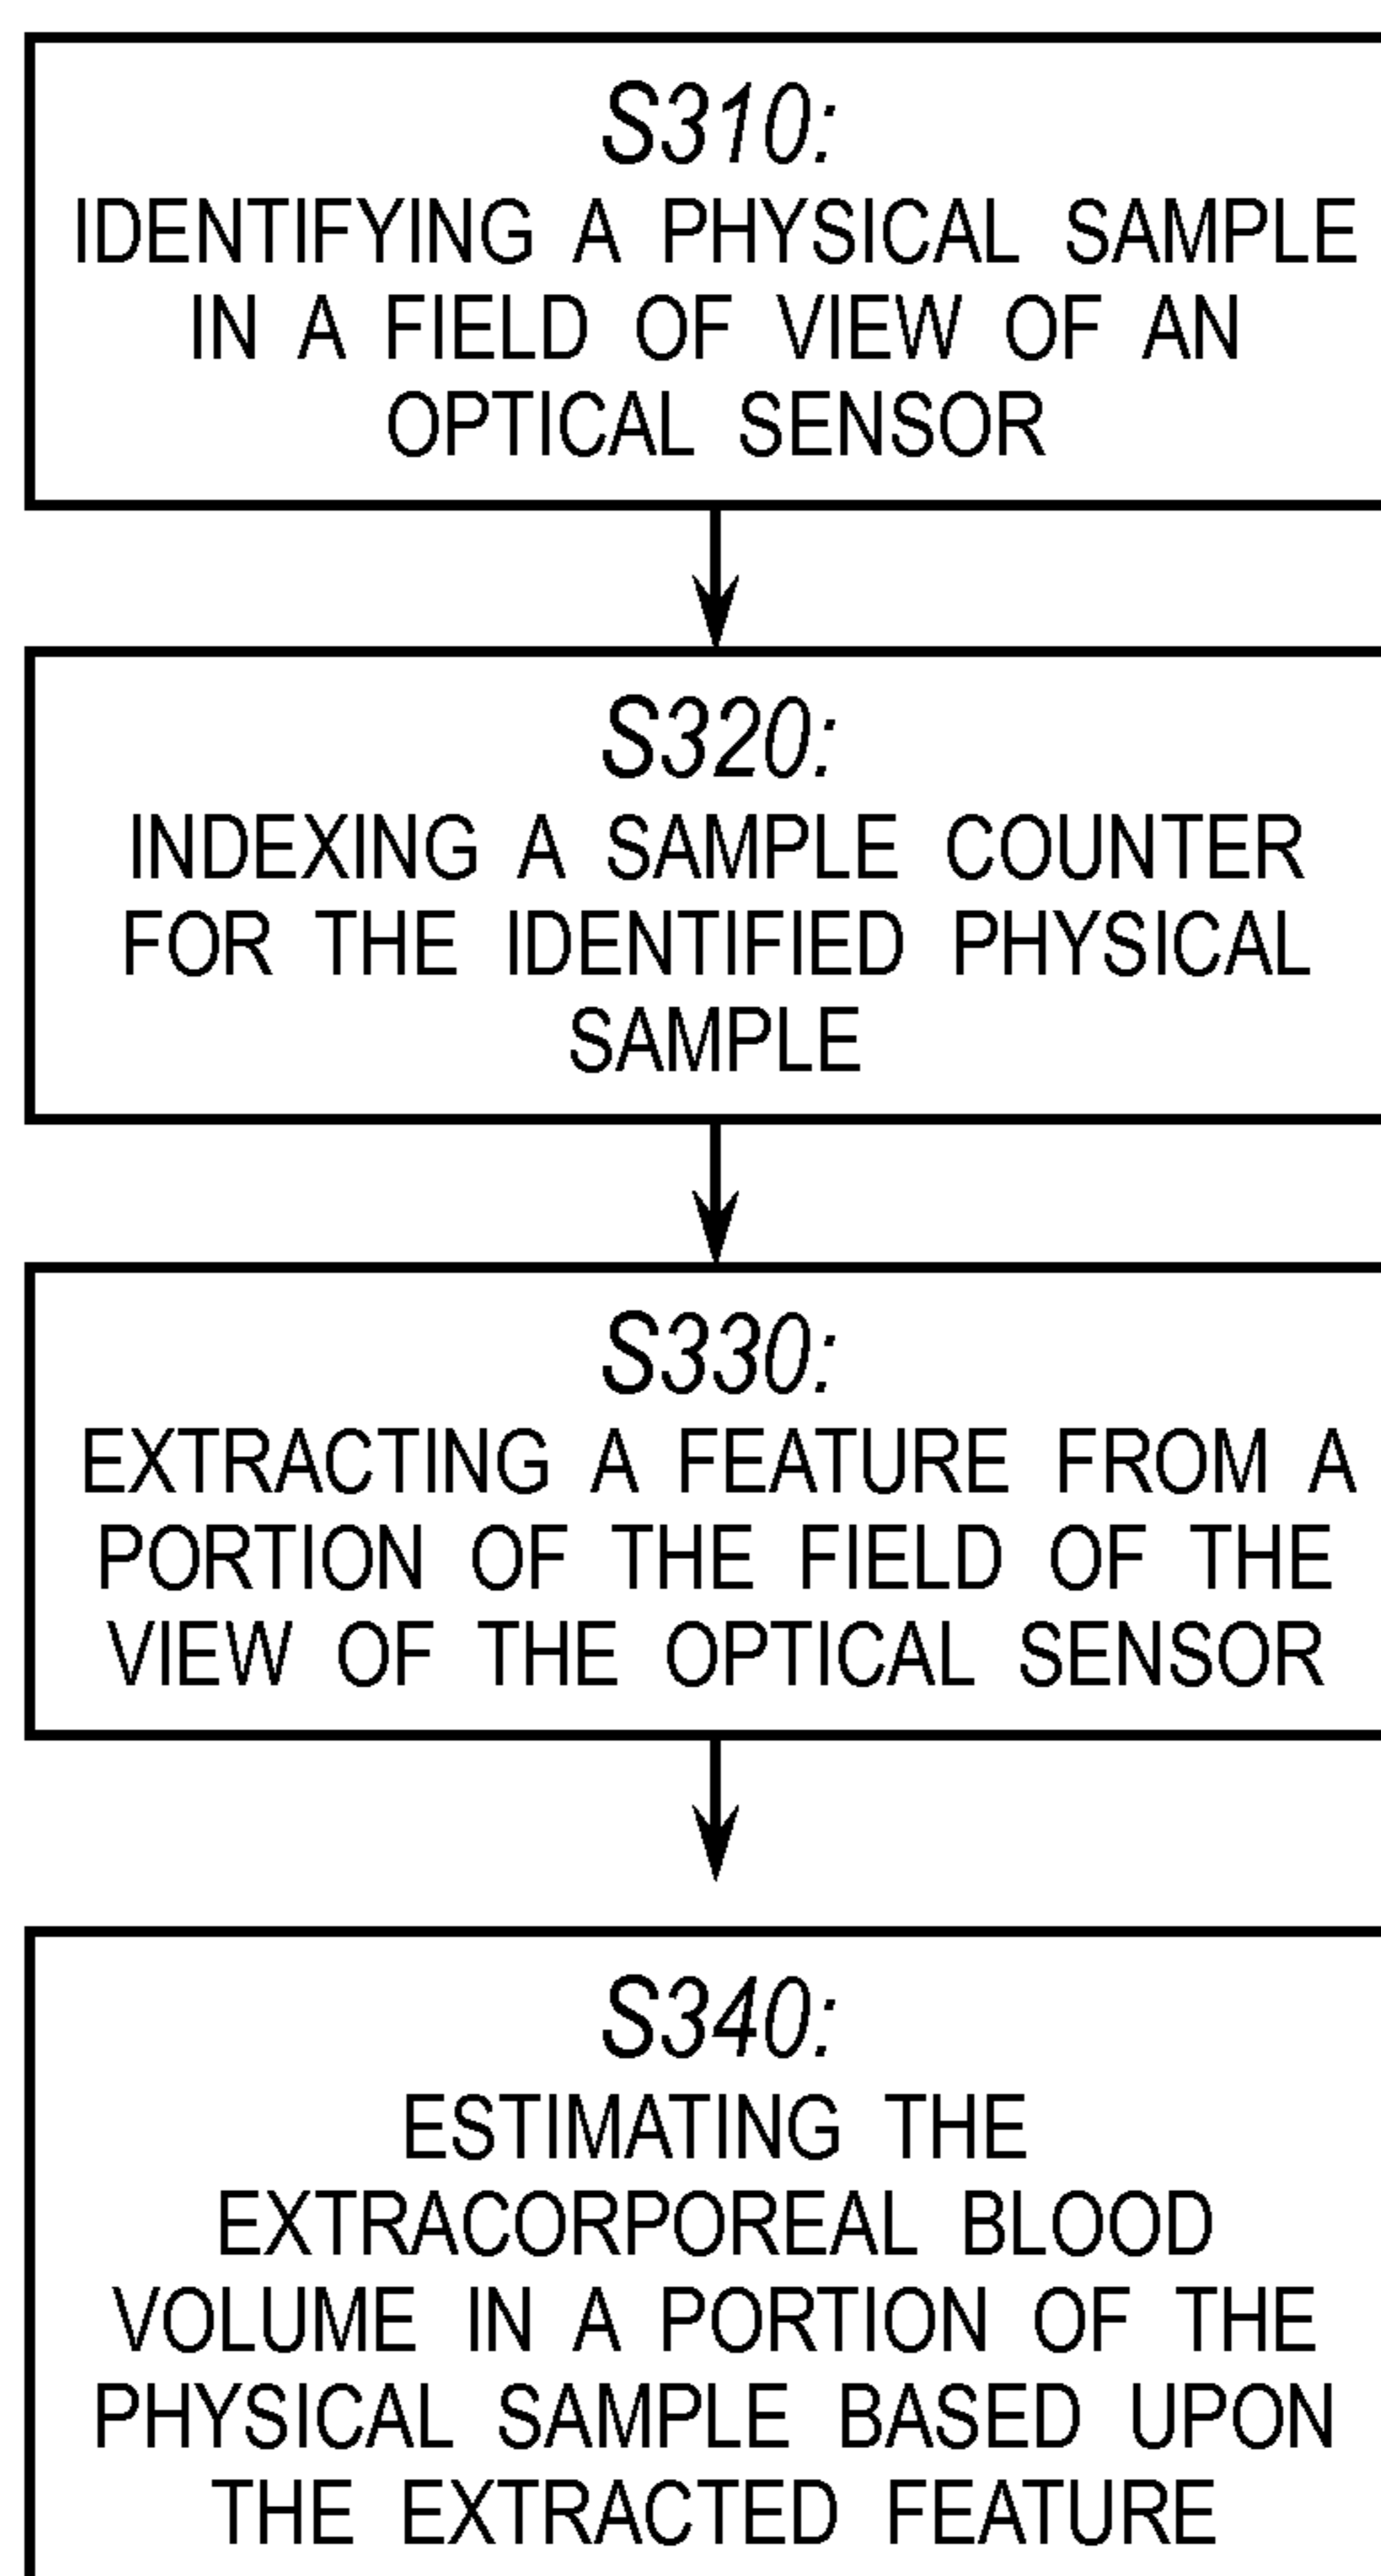 S310:
IDENTIFYING A PHYSICAL SAMPLE
IN A FIELD OF VIEW OF AN
OPTICAL SENSOR
S320:
INDEXING A SAMPLE COUNTER
FOR THE IDENTIFIED PHYSICAL
SAMPLE
S330:
EXTRACTING A FEATURE FROM A
PORTION OF THE FIELD OF THE
VIEW OF THE OPTICAL SENSOR
S340:
ESTIMATING THE
EXTRACORPOREAL BLOOD
VOLUME IN A PORTION OF THE
PHYSICAL SAMPLE BASED UPON
THE EXTRACTED FEATURE